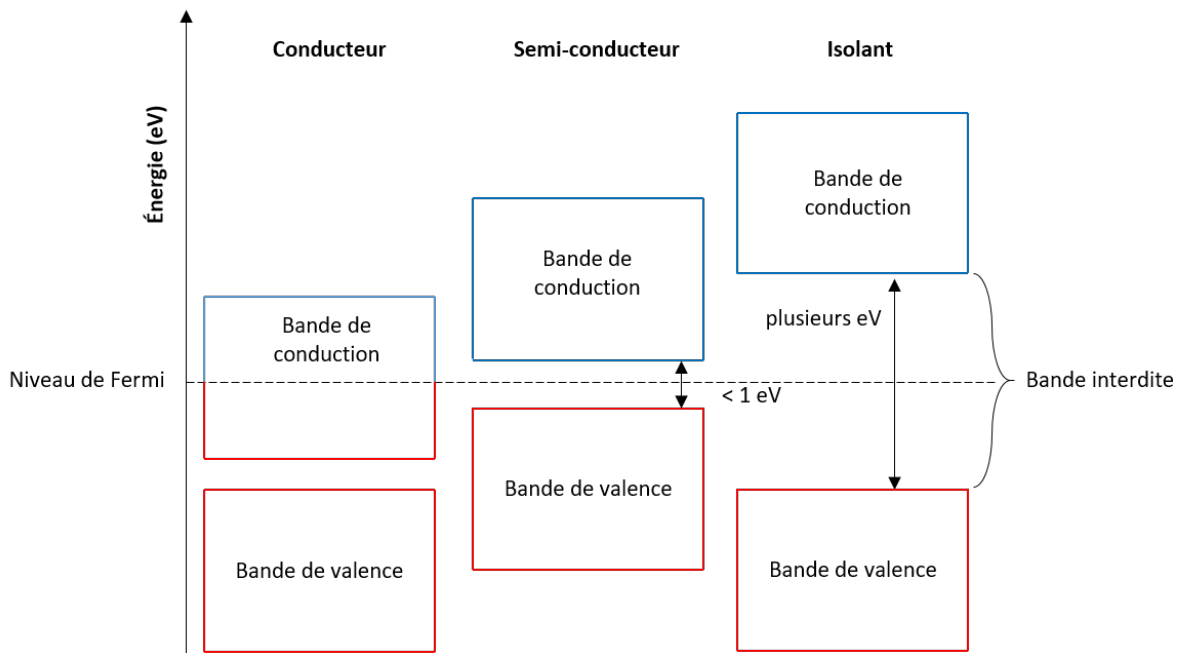 Conducteur
Semi-conducteur
Isolant
Énergie (eV)
Bande de
conduction
Bande de
conduction
Bande de
conduction
plusieurs eV
Niveau de Fermi
Bande interdite
< 1 eV
Bande de valence
Bande de valence
Bande de valence